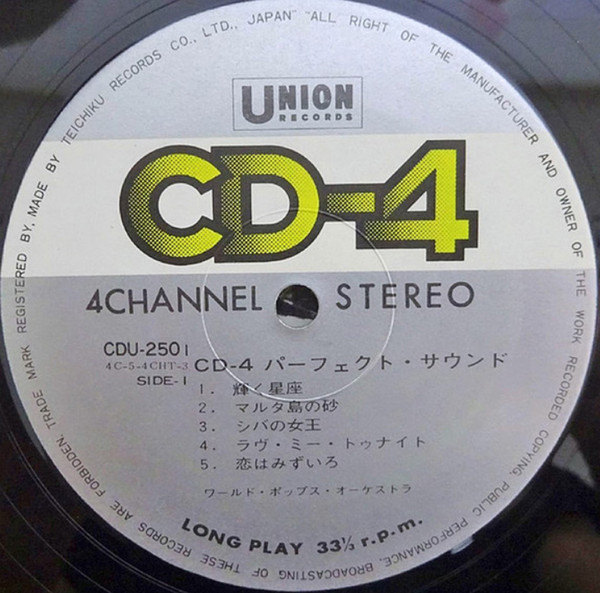 TRADE MARK REGISTERED BY, MADE BY TEICHIKU RECORDS CO., LTD., JAPAN" "ALL RIGHT OF THE MANUFACTURER AND OWNER OF THE WORK RECORDED COPYING, PUBLIC PERFORMANCE, BROADCASTING OF THESE RECORDS ARE FORBIDDEN.
UNION
RECORDS
CD-4
4CHANNEL STEREO
CDU-2501
4C-5-4CHT-3
CD-4 パーフェクト・サウンド
SIDE-1
1. 輝く星座
2. マルタ島の砂
3. シバの女王
4. ラヴ・ミー・トゥナイト
5. 恋はみずいろ
ワールド・ポップス・オーケストラ
LONG PLAY 33⅓ r.p.m.